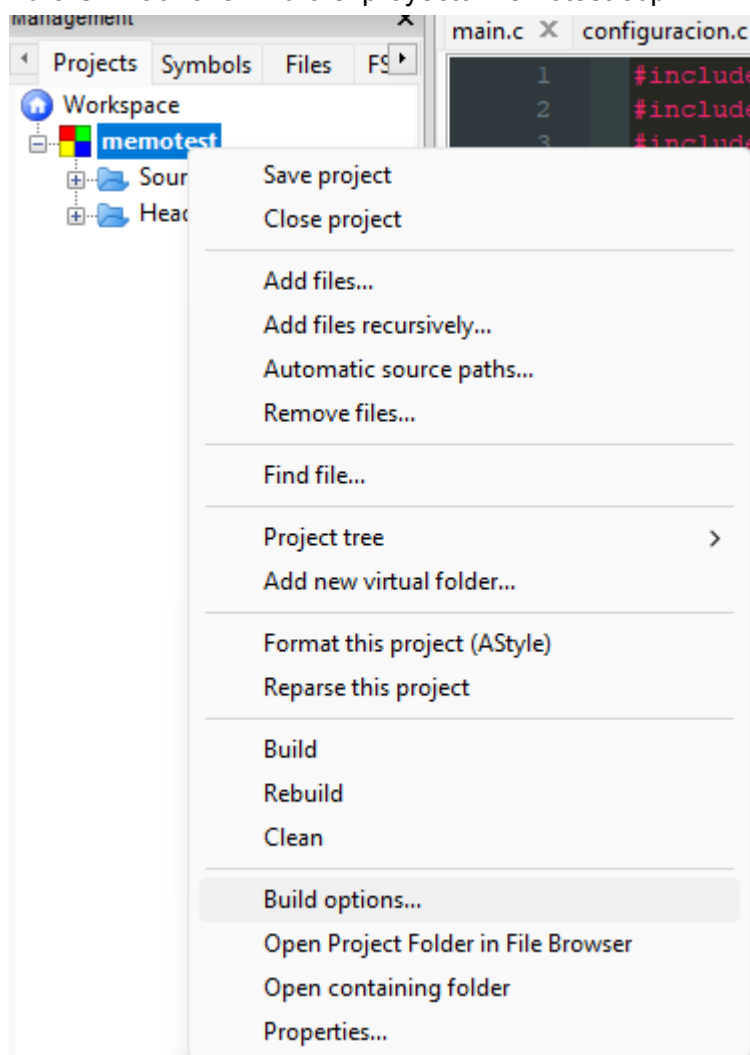 Management X
main.c X configuracion.c
Projects Symbols Files FS
1 #include
2 #include
3 #include
Workspace
memotest
Sour
Head
Save project
Close project
Add files...
Add files recursively...
Automatic source paths...
Remove files...
Find file...
Project tree >
Add new virtual folder...
Format this project (AStyle)
Reparse this project
Build
Rebuild
Clean
Build options...
Open Project Folder in File Browser
Open containing folder
Properties...